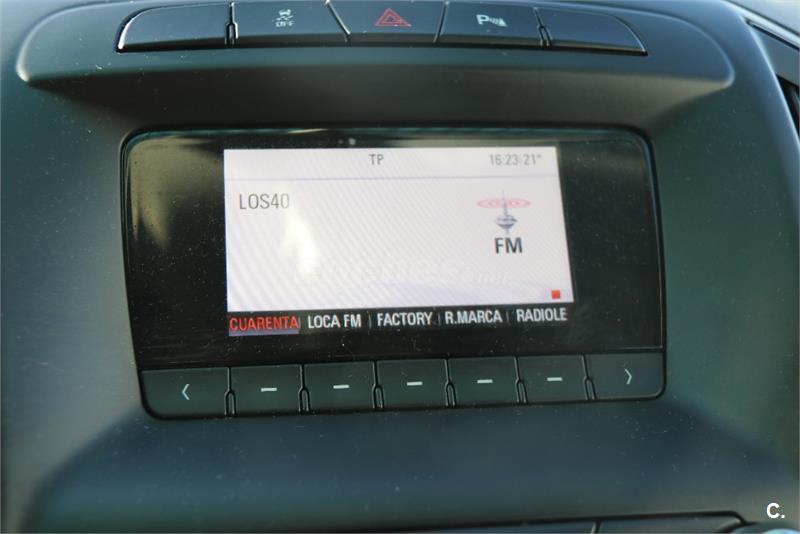 OFF
P
TP 16:23 21°
LOS40
FM
CUARENTA LOCA FM FACTORY R.MARCA RADIOLE
C.